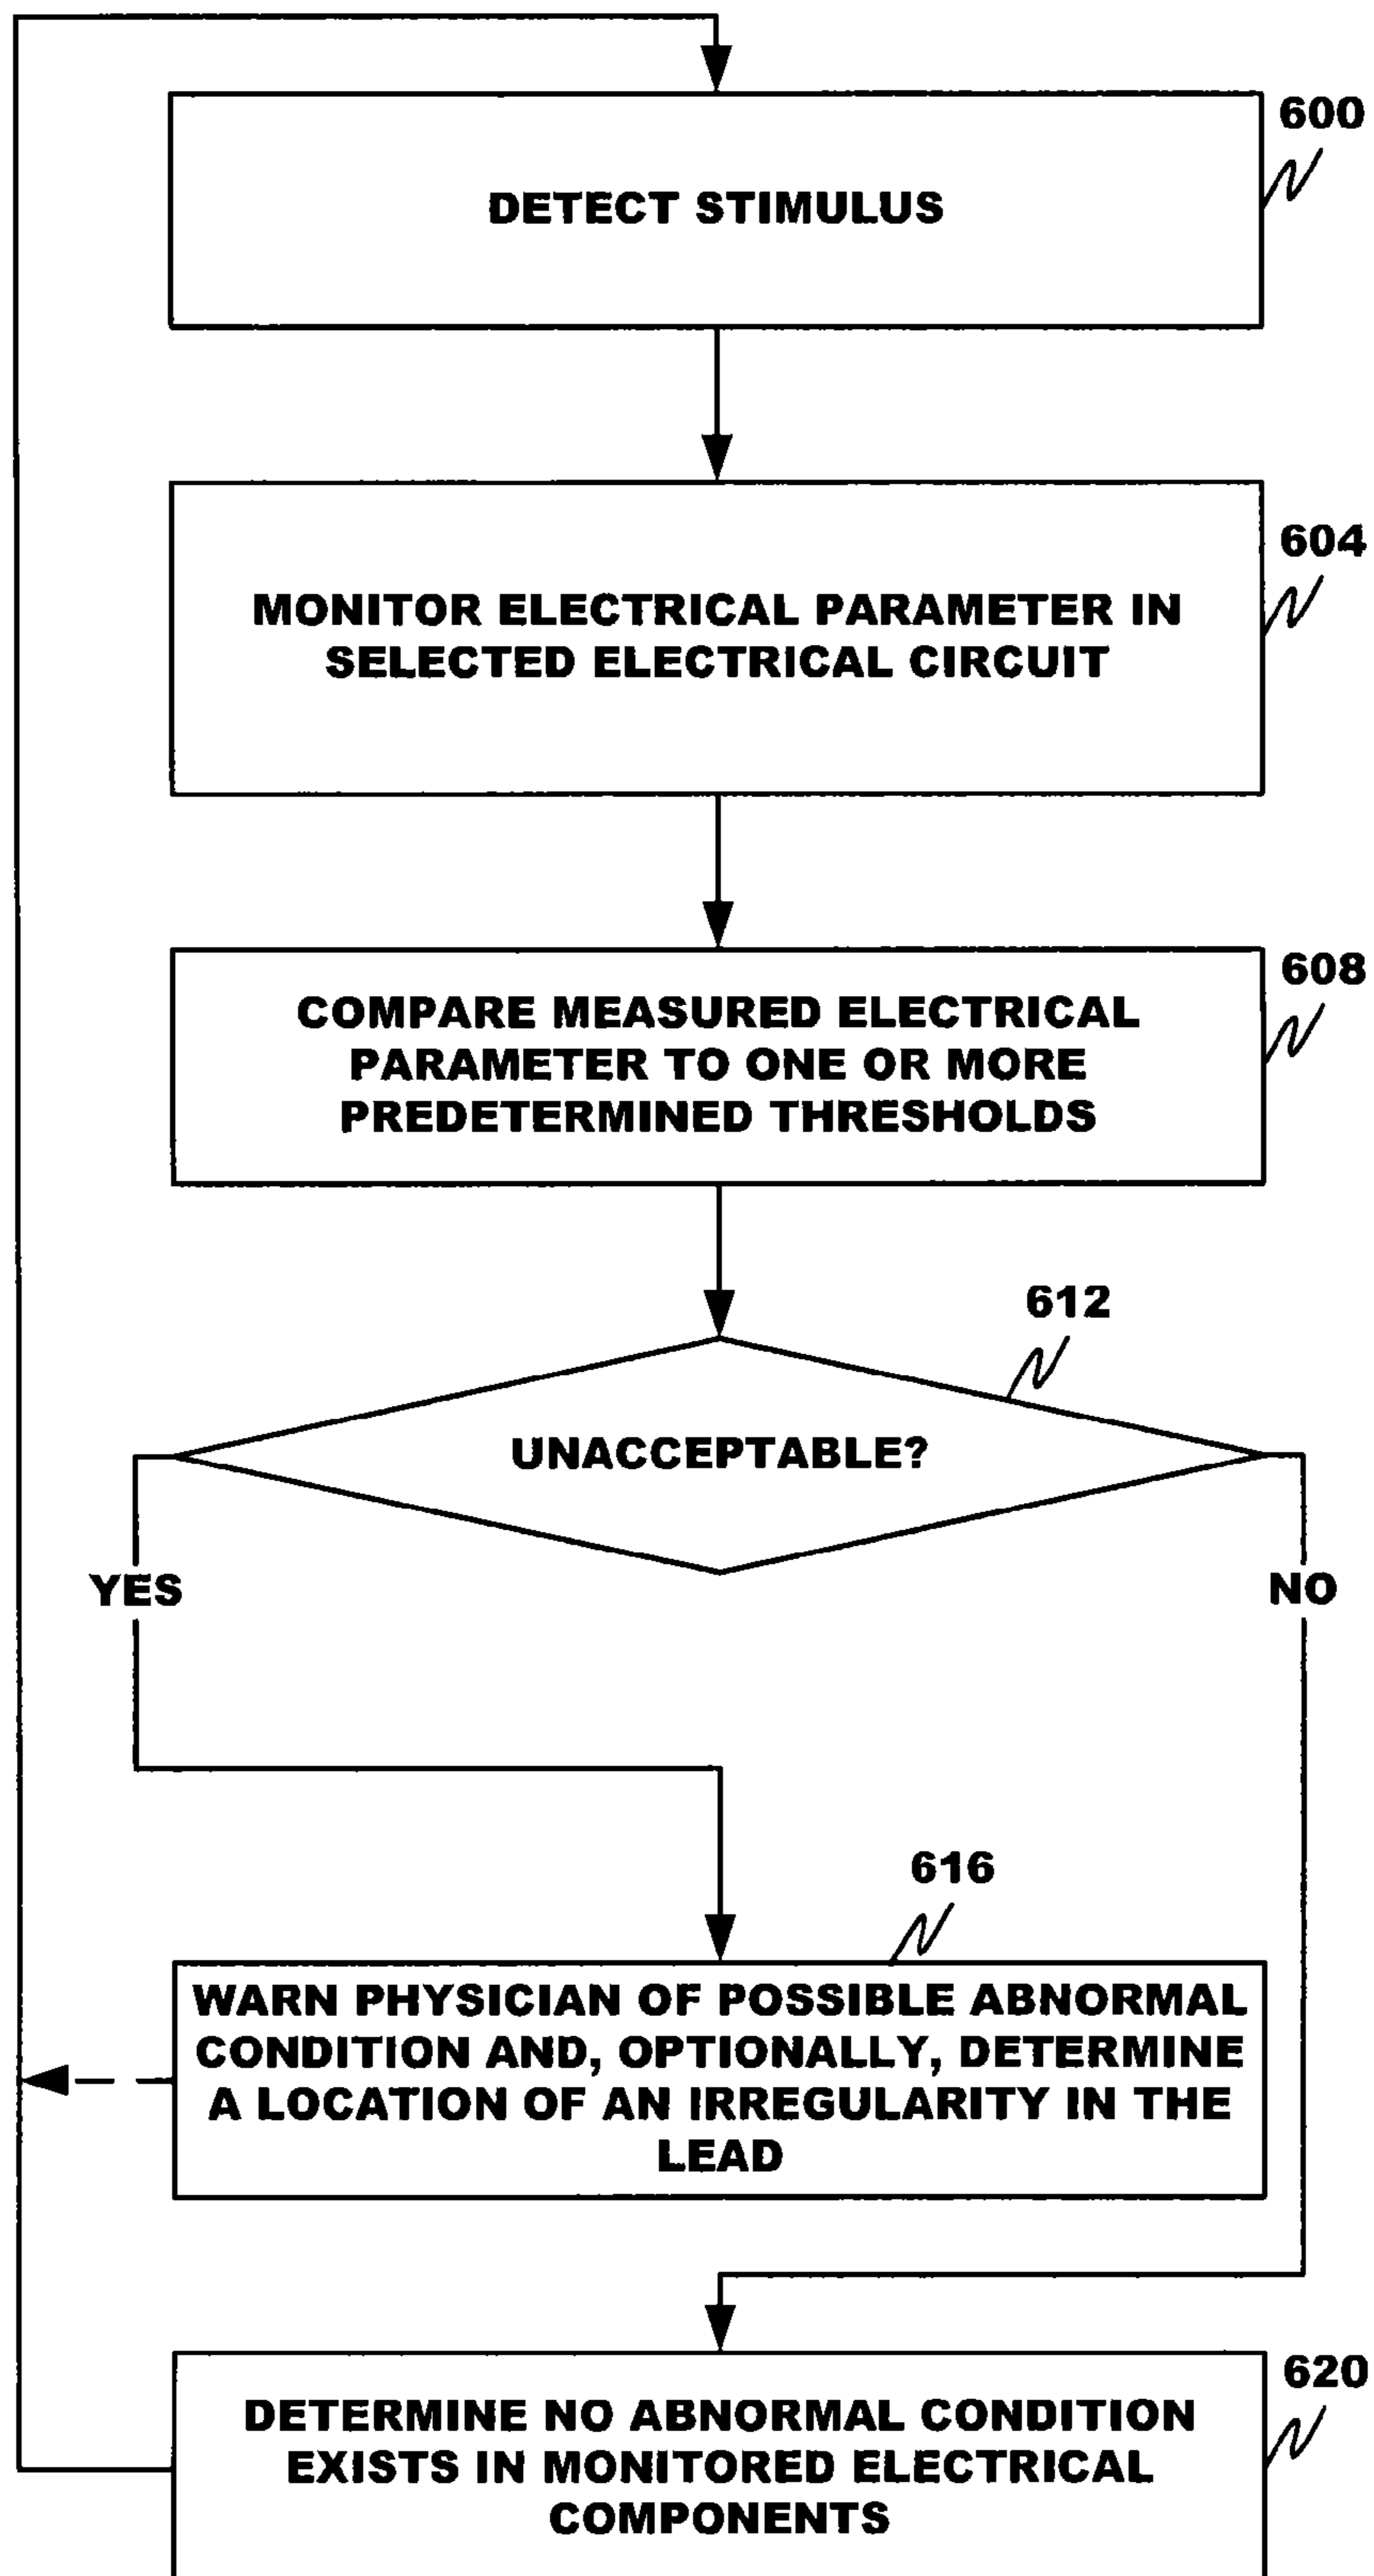 600
DETECT STIMULUS
604
MONITOR ELECTRICAL PARAMETER IN
SELECTED ELECTRICAL CIRCUIT
608
COMPARE MEASURED ELECTRICAL
PARAMETER TO ONE OR MORE
PREDETERMINED THRESHOLDS
612
UNACCEPTABLE?
YES
NO
616
WARN PHYSICIAN OF POSSIBLE ABNORMAL
CONDITION AND, OPTIONALLY, DETERMINE
A LOCATION OF AN IRREGULARITY IN THE
LEAD
620
DETERMINE NO ABNORMAL CONDITION
EXISTS IN MONITORED ELECTRICAL
COMPONENTS